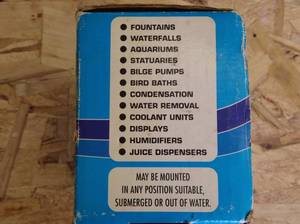 ● FOUNTAINS
● WATERFALLS
● AQUARIUMS
● STATUARIES
● BILGE PUMPS
● BIRD BATHS
● CONDENSATION
● WATER REMOVAL
● COOLANT UNITS
● DISPLAYS
● HUMIDIFIERS
● JUICE DISPENSERS
MAY BE MOUNTED
IN ANY POSITION SUITABLE,
SUBMERGED OR OUT OF WATER.